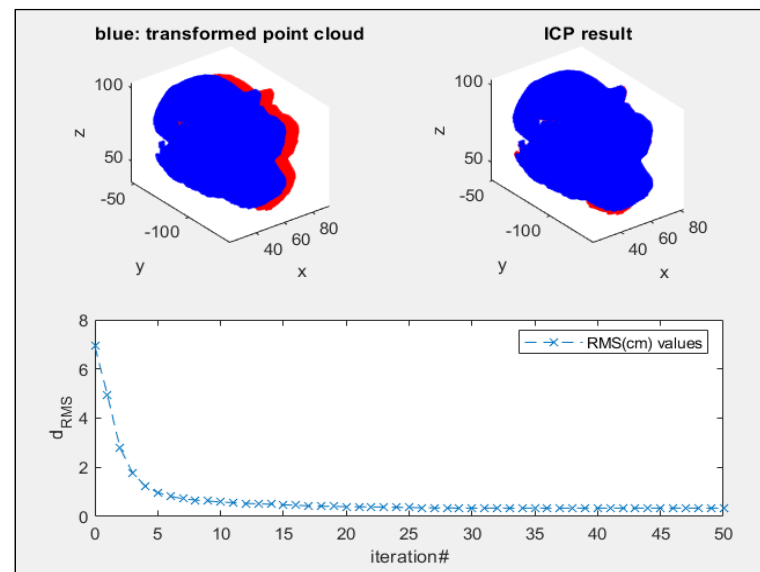 blue: transformed point cloud
100
z
50
-50
-100
y
40 60 80
x
ICP result
100
z
50
-50
-100
y
40 60 80
x
8
6
4
2
0
d_RMS
RMS(cm) values
0 5 10 15 20 25 30 35 40 45 50
iteration#